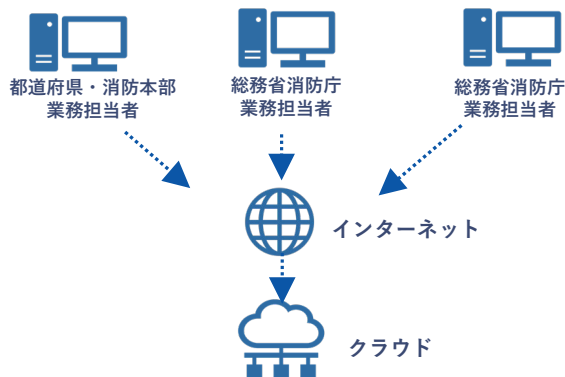 都道府県・消防本部
業務担当者
総務省消防庁
業務担当者
総務省消防庁
業務担当者
インターネット
クラウド